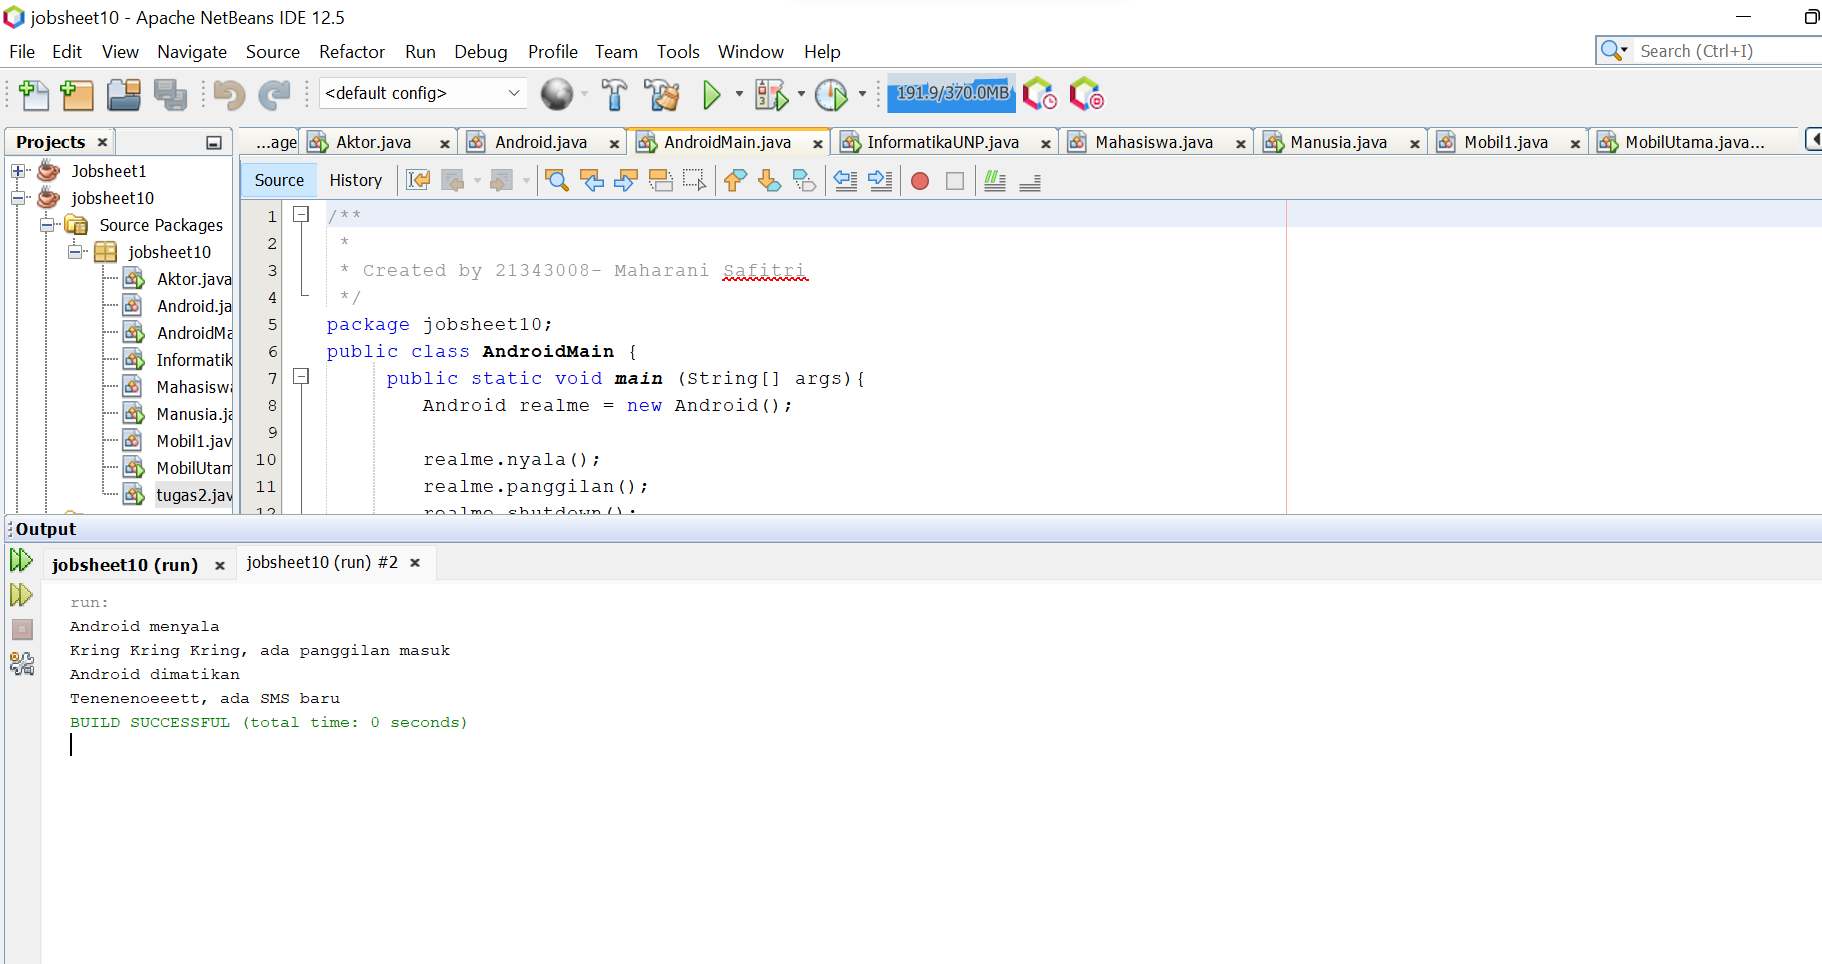 jobsheet10 - Apache NetBeans IDE 12.5
File Edit View Navigate Source Refactor Run Debug Profile Team Tools Window Help
Search (Ctrl+I)
<default config>
191.9/370.0MB
Projects
...age Aktor.java Android.java AndroidMain.java InformatikaUNP.java Mahasiswa.java Manusia.java Mobil1.java MobilUtama.java...
Source History
Jobsheet1
jobsheet10
Source Packages
jobsheet10
Aktor.java
Android.ja
AndroidMa
Informatik
Mahasiswa
Manusia.ja
Mobil1.jav
MobilUtam
tugas2.jav
1 /**
2 *
3 * Created by 21343008- Maharani Safitri
4 */
5 package jobsheet10;
6 public class AndroidMain {
7 public static void main (String[] args){
8 Android realme = new Android();
9
10 realme.nyala();
11 realme.panggilan();
12 realme.shutdown();
Output
jobsheet10 (run) jobsheet10 (run) #2
run:
Android menyala
Kring Kring Kring, ada panggilan masuk
Android dimatikan
Tenenenoeeett, ada SMS baru
BUILD SUCCESSFUL (total time: 0 seconds)